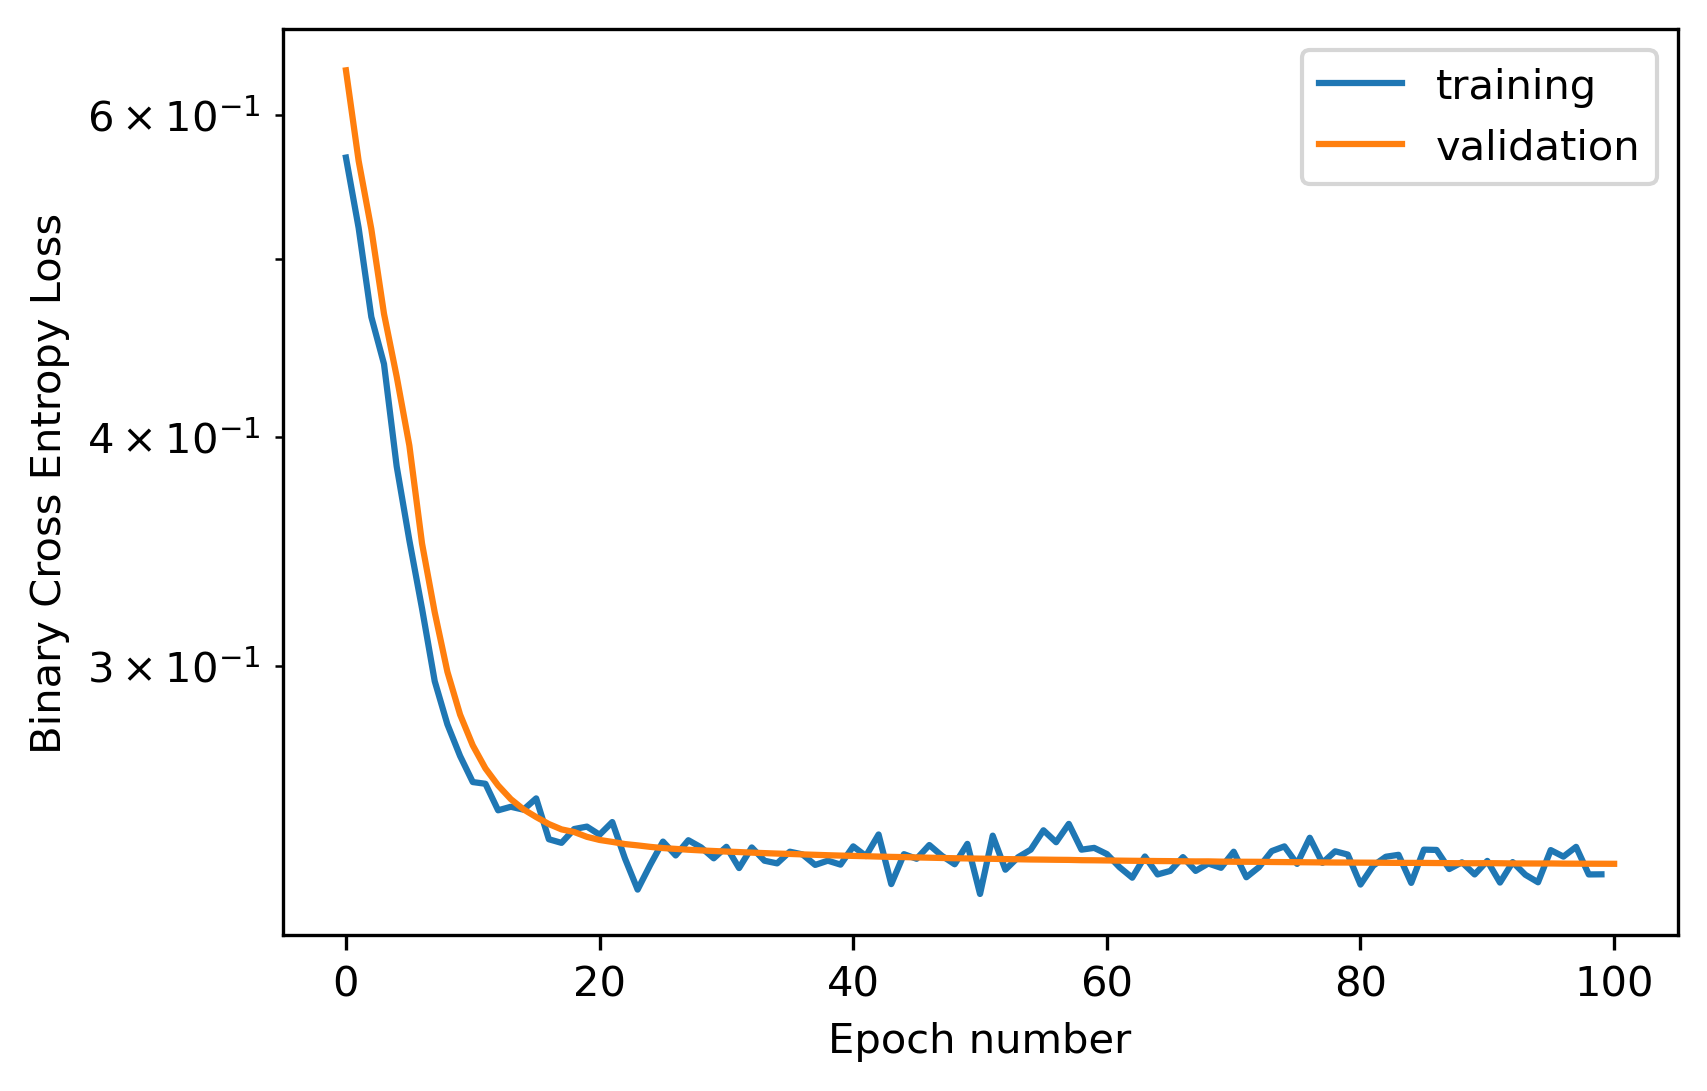 training
validation
6 × 10⁻¹
4 × 10⁻¹
3 × 10⁻¹
Binary Cross Entropy Loss
0 20 40 60 80 100
Epoch number